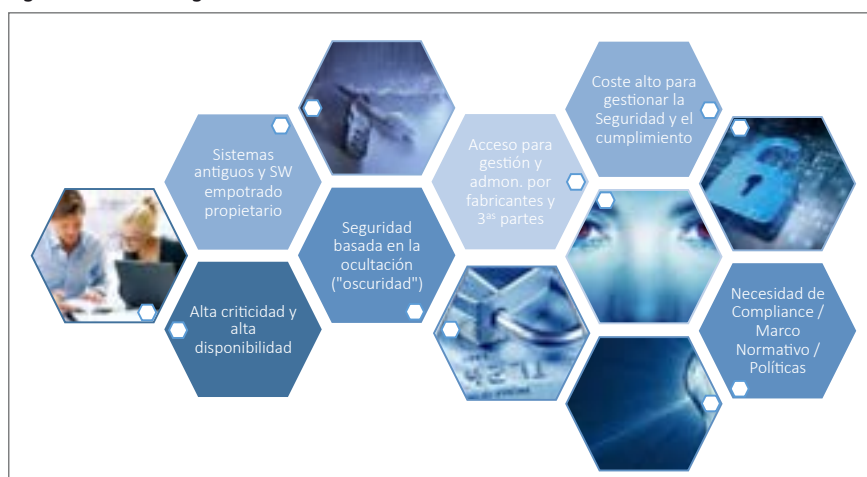 Sistemas
antiguos y SW
empotrado
propietario
Alta criticidad y
alta
disponibilidad
Seguridad
basada en la
ocultación
("oscuridad")
Acceso para
gestión y
admon. por
fabricantes y
3ᵃˢ partes
Coste alto para
gestionar la
Seguridad y el
cumplimiento
Necesidad de
Compliance /
Marco
Normativo /
Políticas